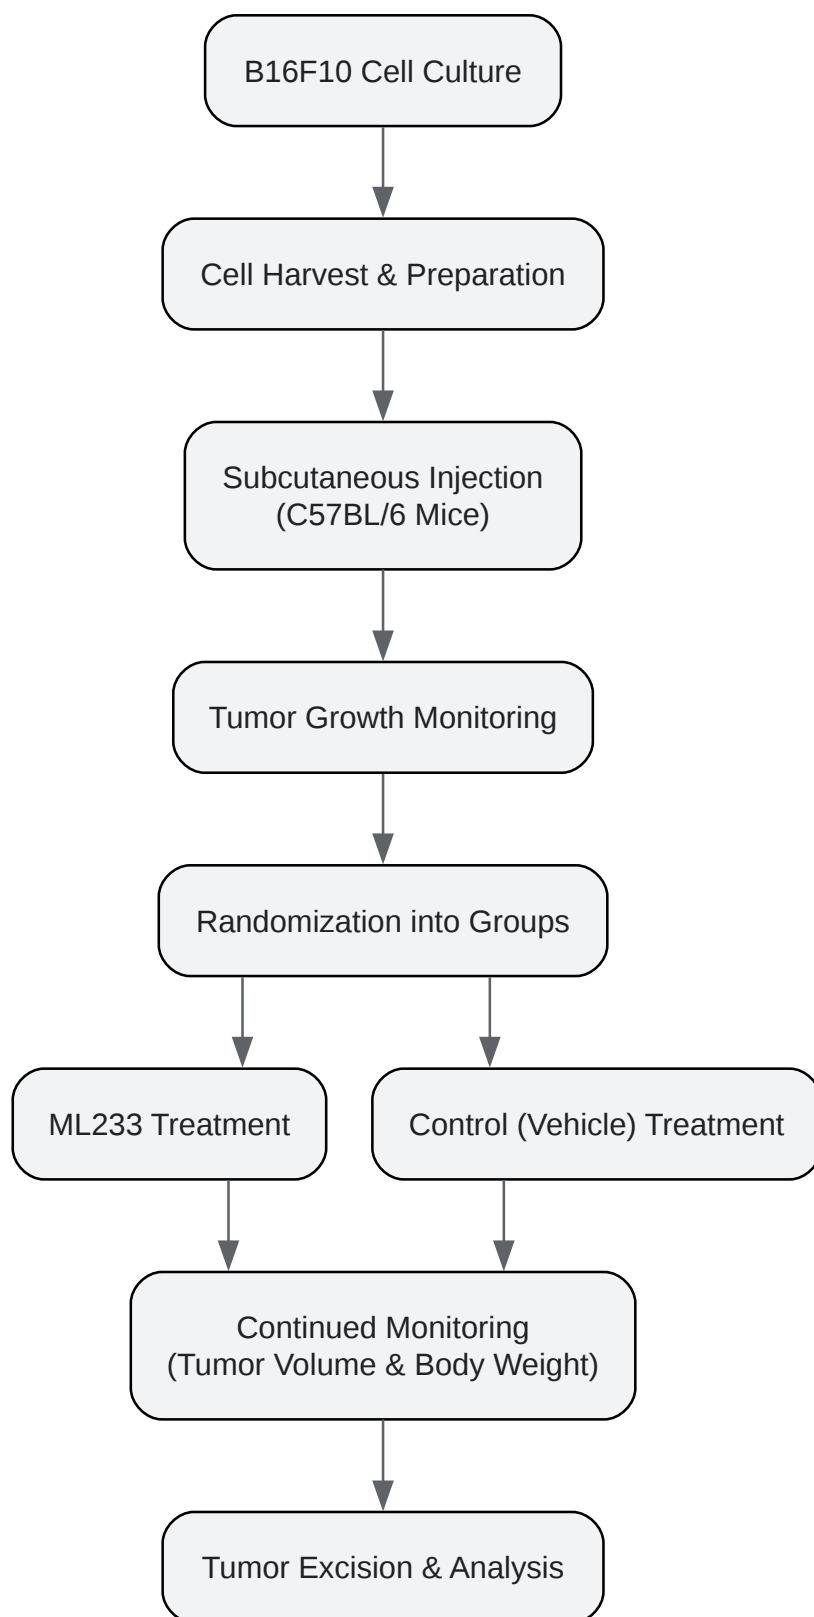 B16F10 Cell Culture
Cell Harvest & Preparation
Subcutaneous Injection
(C57BL/6 Mice)
Tumor Growth Monitoring
Randomization into Groups
ML233 Treatment
Control (Vehicle) Treatment
Continued Monitoring
(Tumor Volume & Body Weight)
Tumor Excision & Analysis